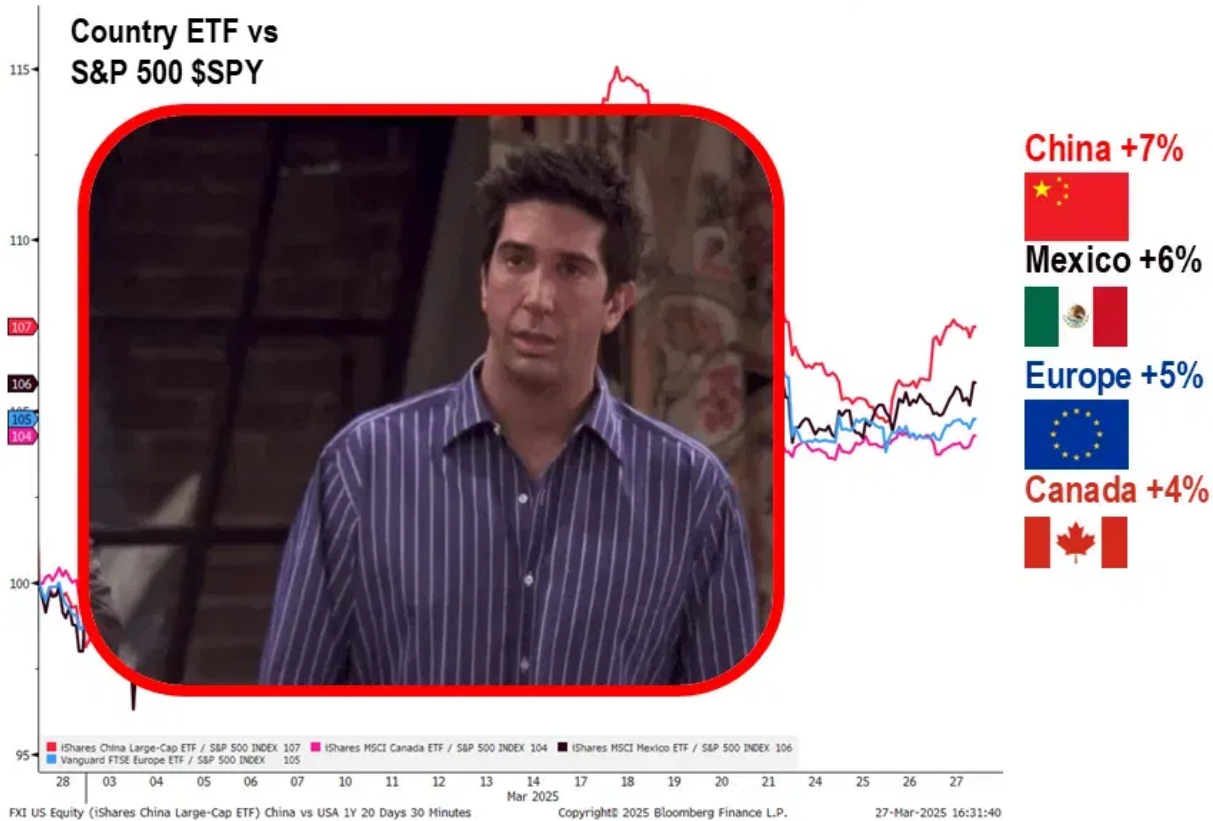 Country ETF vs
S&P 500 $SPY
115
110
107
106
105
105
104
100
95
China +7%
Mexico +6%
Europe +5%
Canada +4%
iShares China Large-Cap ETF / S&P 500 INDEX 107 iShares MSCI Canada ETF / S&P 500 INDEX 104 iShares MSCI Mexico ETF / S&P 500 INDEX 106
Vanguard FTSE Europe ETF / S&P 500 INDEX 105
28 03 04 05 06 07 10 11 12 13 14 17 18 19 20 21 24 25 26 27
Mar 2025
FXI US Equity (iShares China Large-Cap ETF) China vs USA 1Y 20 Days 30 Minutes Copyright© 2025 Bloomberg Finance L.P. 27-Mar-2025 16:31:40